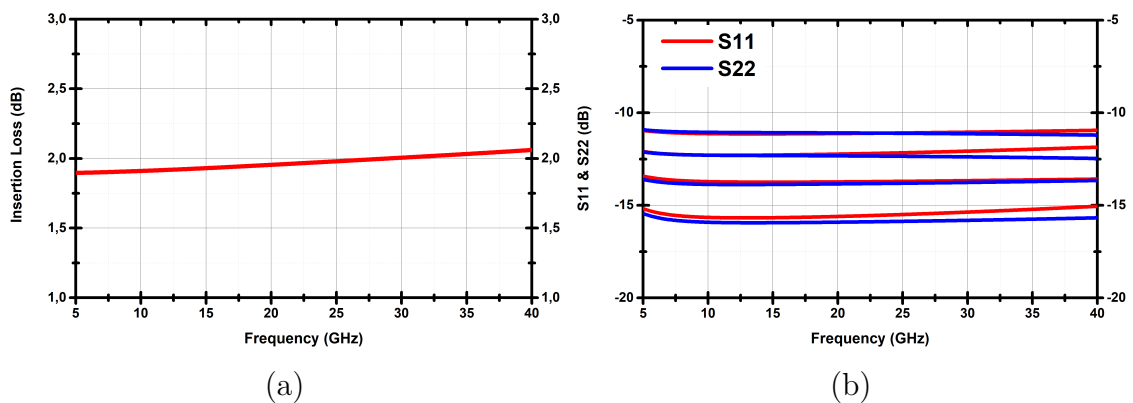 3,0
2,5
2,0
1,5
1,0
3,0
2,5
2,0
1,5
1,0
Insertion Loss (dB)
5 10 15 20 25 30 35 40
Frequency (GHz)
(a)
-5
-10
-15
-20
-5
-10
-15
-20
S11 & S22 (dB)
S11
S22
5 10 15 20 25 30 35 40
Frequency (GHz)
(b)